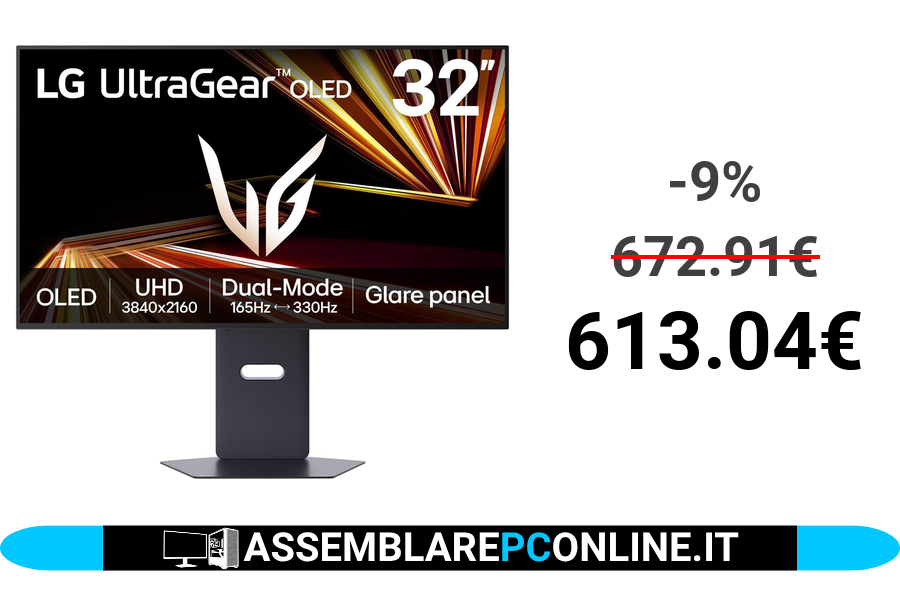 LG UltraGear™ OLED 32"
OLED
UHD
3840x2160
Dual-Mode
165Hz ↔ 330Hz
Glare panel
-9%
672.91€
613.04€
ASSEMBLAREPCONLINE.IT